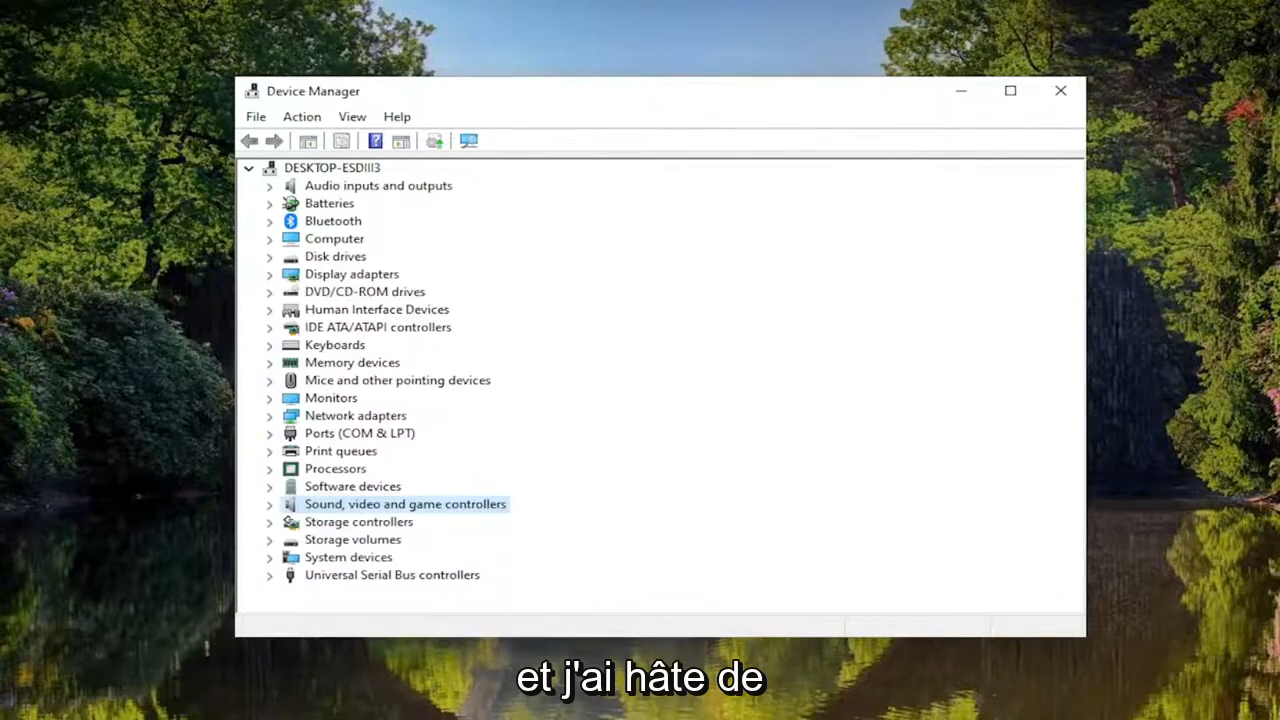 Device Manager
File Action View Help
DESKTOP-ESDIII3
Audio inputs and outputs
Batteries
Bluetooth
Computer
Disk drives
Display adapters
DVD/CD-ROM drives
Human Interface Devices
IDE ATA/ATAPI controllers
Keyboards
Memory devices
Mice and other pointing devices
Monitors
Network adapters
Ports (COM & LPT)
Print queues
Processors
Software devices
Sound, video and game controllers
Storage controllers
Storage volumes
System devices
Universal Serial Bus controllers
et j'ai hâte de